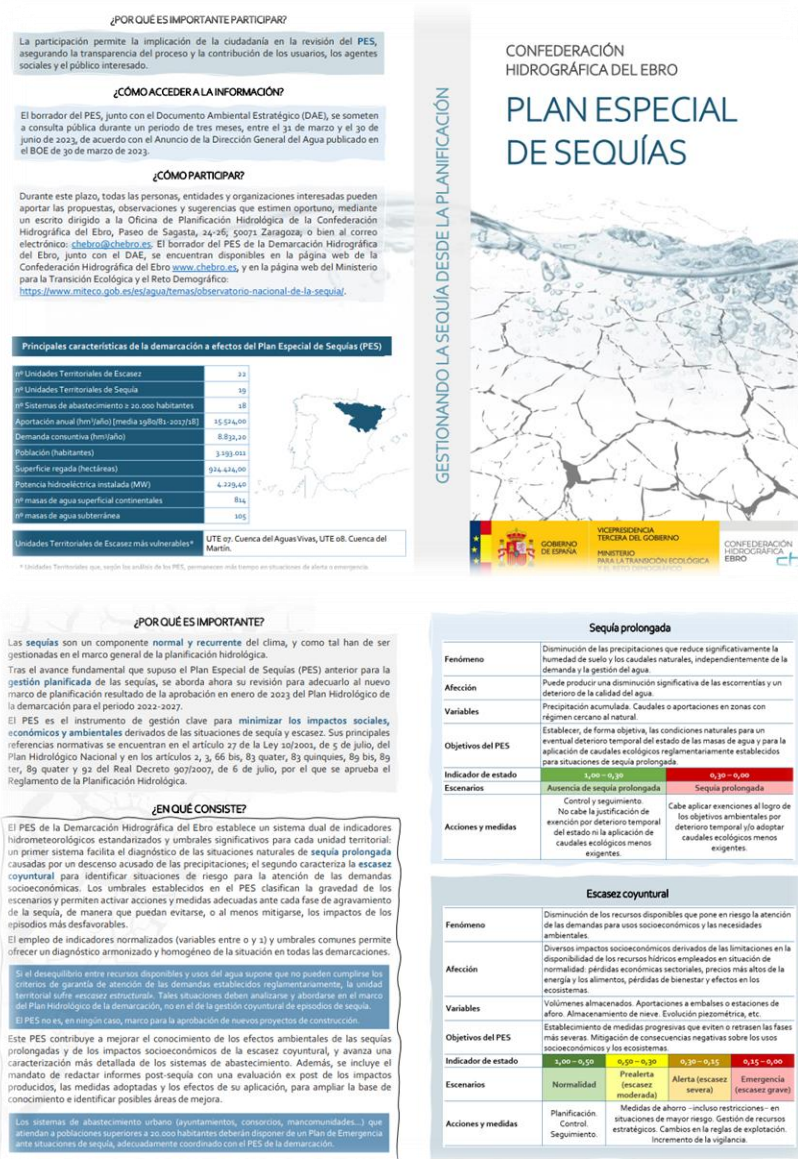 ¿POR QUÉ ES IMPORTANTE PARTICIPAR?
La participación permite la implicación de la ciudadanía en la revisión del PES,
asegurando la transparencia del proceso y la contribución de los usuarios, los agentes
sociales y el público interesado.
¿CÓMO ACCEDER A LA INFORMACIÓN?
El borrador del PES, junto con el Documento Ambiental Estratégico (DAE), se someten
a consulta pública durante un periodo de tres meses, entre el 31 de marzo y el 30 de
junio de 2023, de acuerdo con el Anuncio de la Dirección General del Agua publicado en
el BOE de 30 de marzo de 2023.
¿CÓMO PARTICIPAR?
Durante este plazo, todas las personas, entidades y organizaciones interesadas pueden
aportar las propuestas, observaciones y sugerencias que estimen oportuno, mediante
un escrito dirigido a la Oficina de Planificación Hidrológica de la Confederación
Hidrográfica del Ebro, Paseo de Sagasta, 24-26; 50071 Zaragoza; o bien al correo
electrónico: chebro@chebro.es. El borrador del PES de la Demarcación Hidrográfica
del Ebro, junto con el DAE, se encuentran disponibles en la página web de la
Confederación Hidrográfica del Ebro www.chebro.es, y en la página web del Ministerio
para la Transición Ecológica y el Reto Demográfico:
https://www.miteco.gob.es/es/agua/temas/observatorio-nacional-de-la-sequia/.
Principales características de la demarcación a efectos del Plan Especial de Sequías (PES)
nº Unidades Territoriales de Escasez 22
nº Unidades Territoriales de Sequía 19
nº Sistemas de abastecimiento ≥ 20.000 habitantes 18
Aportación anual (hm³/año) [media 1980/81-2017/18] 15.524,00
Demanda consuntiva (hm³/año) 8.832,20
Población (habitantes) 3.193.011
Superficie regada (hectáreas) 924.424,00
Potencia hidroeléctrica instalada (MW) 4.229,40
nº masas de agua superficial continentales 814
nº masas de agua subterránea 105
Unidades Territoriales de Escasez más vulnerables* UTE 07. Cuenca del Aguas Vivas, UTE 08. Cuenca del
Martín.
* Unidades Territoriales que, según los análisis de los PES, permanecen más tiempo en situaciones de alerta o emergencia.
GESTIONANDO LA SEQUÍA DESDE LA PLANIFICACIÓN
CONFEDERACIÓN
HIDROGRÁFICA DEL EBRO
PLAN ESPECIAL
DE SEQUÍAS
GOBIERNO
DE ESPAÑA
VICEPRESIDENCIA
TERCERA DEL GOBIERNO
MINISTERIO
PARA LA TRANSICIÓN ECOLÓGICA
Y EL RETO DEMOGRÁFICO
CONFEDERACIÓN
HIDROGRÁFICA
EBRO
¿POR QUÉ ES IMPORTANTE?
Las sequías son un componente normal y recurrente del clima, y como tal han de ser
gestionadas en el marco general de la planificación hidrológica.
Tras el avance fundamental que supuso el Plan Especial de Sequías (PES) anterior para la
gestión planificada de las sequías, se aborda ahora su revisión para adecuarlo al nuevo
marco de planificación resultado de la aprobación en enero de 2023 del Plan Hidrológico de
la demarcación para el periodo 2022-2027.
El PES es el instrumento de gestión clave para minimizar los impactos sociales,
económicos y ambientales derivados de las situaciones de sequía y escasez. Sus principales
referencias normativas se encuentran en el artículo 27 de la Ley 10/2001, de 5 de julio, del
Plan Hidrológico Nacional y en los artículos 2, 3, 66 bis, 83 quater, 83 quinquies, 89 bis, 89
ter, 89 quater y 92 del Real Decreto 907/2007, de 6 de julio, por el que se aprueba el
Reglamento de la Planificación Hidrológica.
¿EN QUÉ CONSISTE?
El PES de la Demarcación Hidrográfica del Ebro establece un sistema dual de indicadores
hidrometeorológicos estandarizados y umbrales significativos para cada unidad territorial:
un primer sistema facilita el diagnóstico de las situaciones naturales de sequía prolongada
causadas por un descenso acusado de las precipitaciones; el segundo caracteriza la escasez
coyuntural para identificar situaciones de riesgo para la atención de las demandas
socioeconómicas. Los umbrales establecidos en el PES clasifican la gravedad de los
escenarios y permiten activar acciones y medidas adecuadas ante cada fase de agravamiento
de la sequía, de manera que puedan evitarse, o al menos mitigarse, los impactos de los
episodios más desfavorables.
El empleo de indicadores normalizados (variables entre 0 y 1) y umbrales comunes permite
ofrecer un diagnóstico armonizado y homogéneo de la situación en todas las demarcaciones.
Si el desequilibrio entre recursos disponibles y usos del agua supone que no pueden cumplirse los
criterios de garantía de atención de las demandas establecidos reglamentariamente, la unidad
territorial sufre «escasez estructural». Tales situaciones deben analizarse y abordarse en el marco
del Plan Hidrológico de la demarcación, no en el de la gestión coyuntural de episodios de sequía.
El PES no es, en ningún caso, marco para la aprobación de nuevos proyectos de construcción.
Este PES contribuye a mejorar el conocimiento de los efectos ambientales de las sequías
prolongadas y de los impactos socioeconómicos de la escasez coyuntural, y avanza una
caracterización más detallada de los sistemas de abastecimiento. Además, se incluye el
mandato de redactar informes post-sequía con una evaluación ex post de los impactos
producidos, las medidas adoptadas y los efectos de su aplicación, para ampliar la base de
conocimiento e identificar posibles áreas de mejora.
Los sistemas de abastecimiento urbano (ayuntamientos, consorcios, mancomunidades...) que
atiendan a poblaciones superiores a 20.000 habitantes deberán disponer de un Plan de Emergencia
ante situaciones de sequía, adecuadamente coordinado con el PES de la demarcación.
Sequía prolongada
Fenómeno Disminución de las precipitaciones que reduce significativamente la
humedad de suelo y los caudales naturales, independientemente de la
demanda y la gestión del agua.
Afección Puede producir una disminución significativa de las escorrentías y un
deterioro de la calidad del agua.
Variables Precipitación acumulada. Caudales o aportaciones en zonas con
régimen cercano al natural.
Objetivos del PES Establecer, de forma objetiva, las condiciones naturales para un
eventual deterioro temporal del estado de las masas de agua y para la
aplicación de caudales ecológicos reglamentariamente establecidos
para situaciones de sequía prolongada.
Indicador de estado 1,00 – 0,30 0,30 – 0,00
Escenarios Ausencia de sequía prolongada Sequía prolongada
Acciones y medidas Control y seguimiento.
No cabe la justificación de
exención por deterioro temporal
del estado ni la aplicación de
caudales ecológicos menos
exigentes.
Cabe aplicar exenciones al logro de
los objetivos ambientales por
deterioro temporal y/o adoptar
caudales ecológicos menos
exigentes.
Escasez coyuntural
Fenómeno Disminución de los recursos disponibles que pone en riesgo la atención
de las demandas para usos socioeconómicos y las necesidades
ambientales.
Afección Diversos impactos socioeconómicos derivados de las limitaciones en la
disponibilidad de los recursos hídricos empleados en situación de
normalidad: pérdidas económicas sectoriales, precios más altos de la
energía y los alimentos, pérdidas de bienestar y efectos en los
ecosistemas.
Variables Volúmenes almacenados. Aportaciones a embalses o estaciones de
aforo. Almacenamiento de nieve. Evolución piezométrica, etc.
Objetivos del PES Establecimiento de medidas progresivas que eviten o retrasen las fases
más severas. Mitigación de consecuencias negativas sobre los usos
socioeconómicos y los ecosistemas.
Indicador de estado 1,00 – 0,50 0,50 – 0,30 0,30 – 0,15 0,15 – 0,00
Escenarios Normalidad Prealerta (escasez moderada) Alerta (escasez severa) Emergencia (escasez grave)
Acciones y medidas Planificación.
Control.
Seguimiento.
Medidas de ahorro –incluso restricciones– en
situaciones de mayor riesgo. Gestión de recursos
estratégicos. Cambios en las reglas de explotación.
Incremento de la vigilancia.